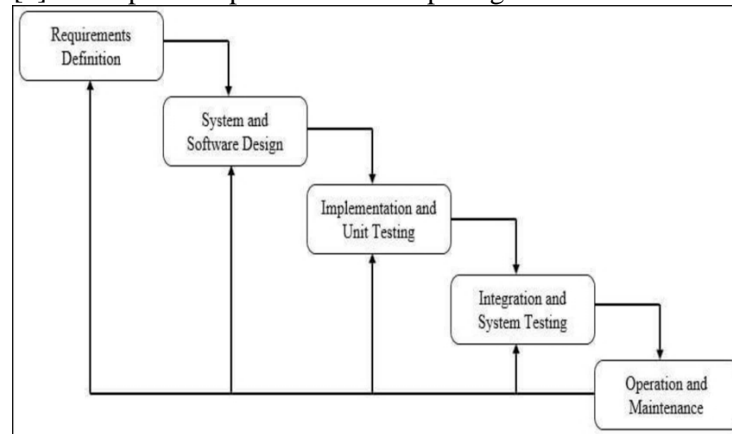 Requirements
Definition
System and
Software Design
Implementation and
Unit Testing
Integration and
System Testing
Operation and
Maintenance